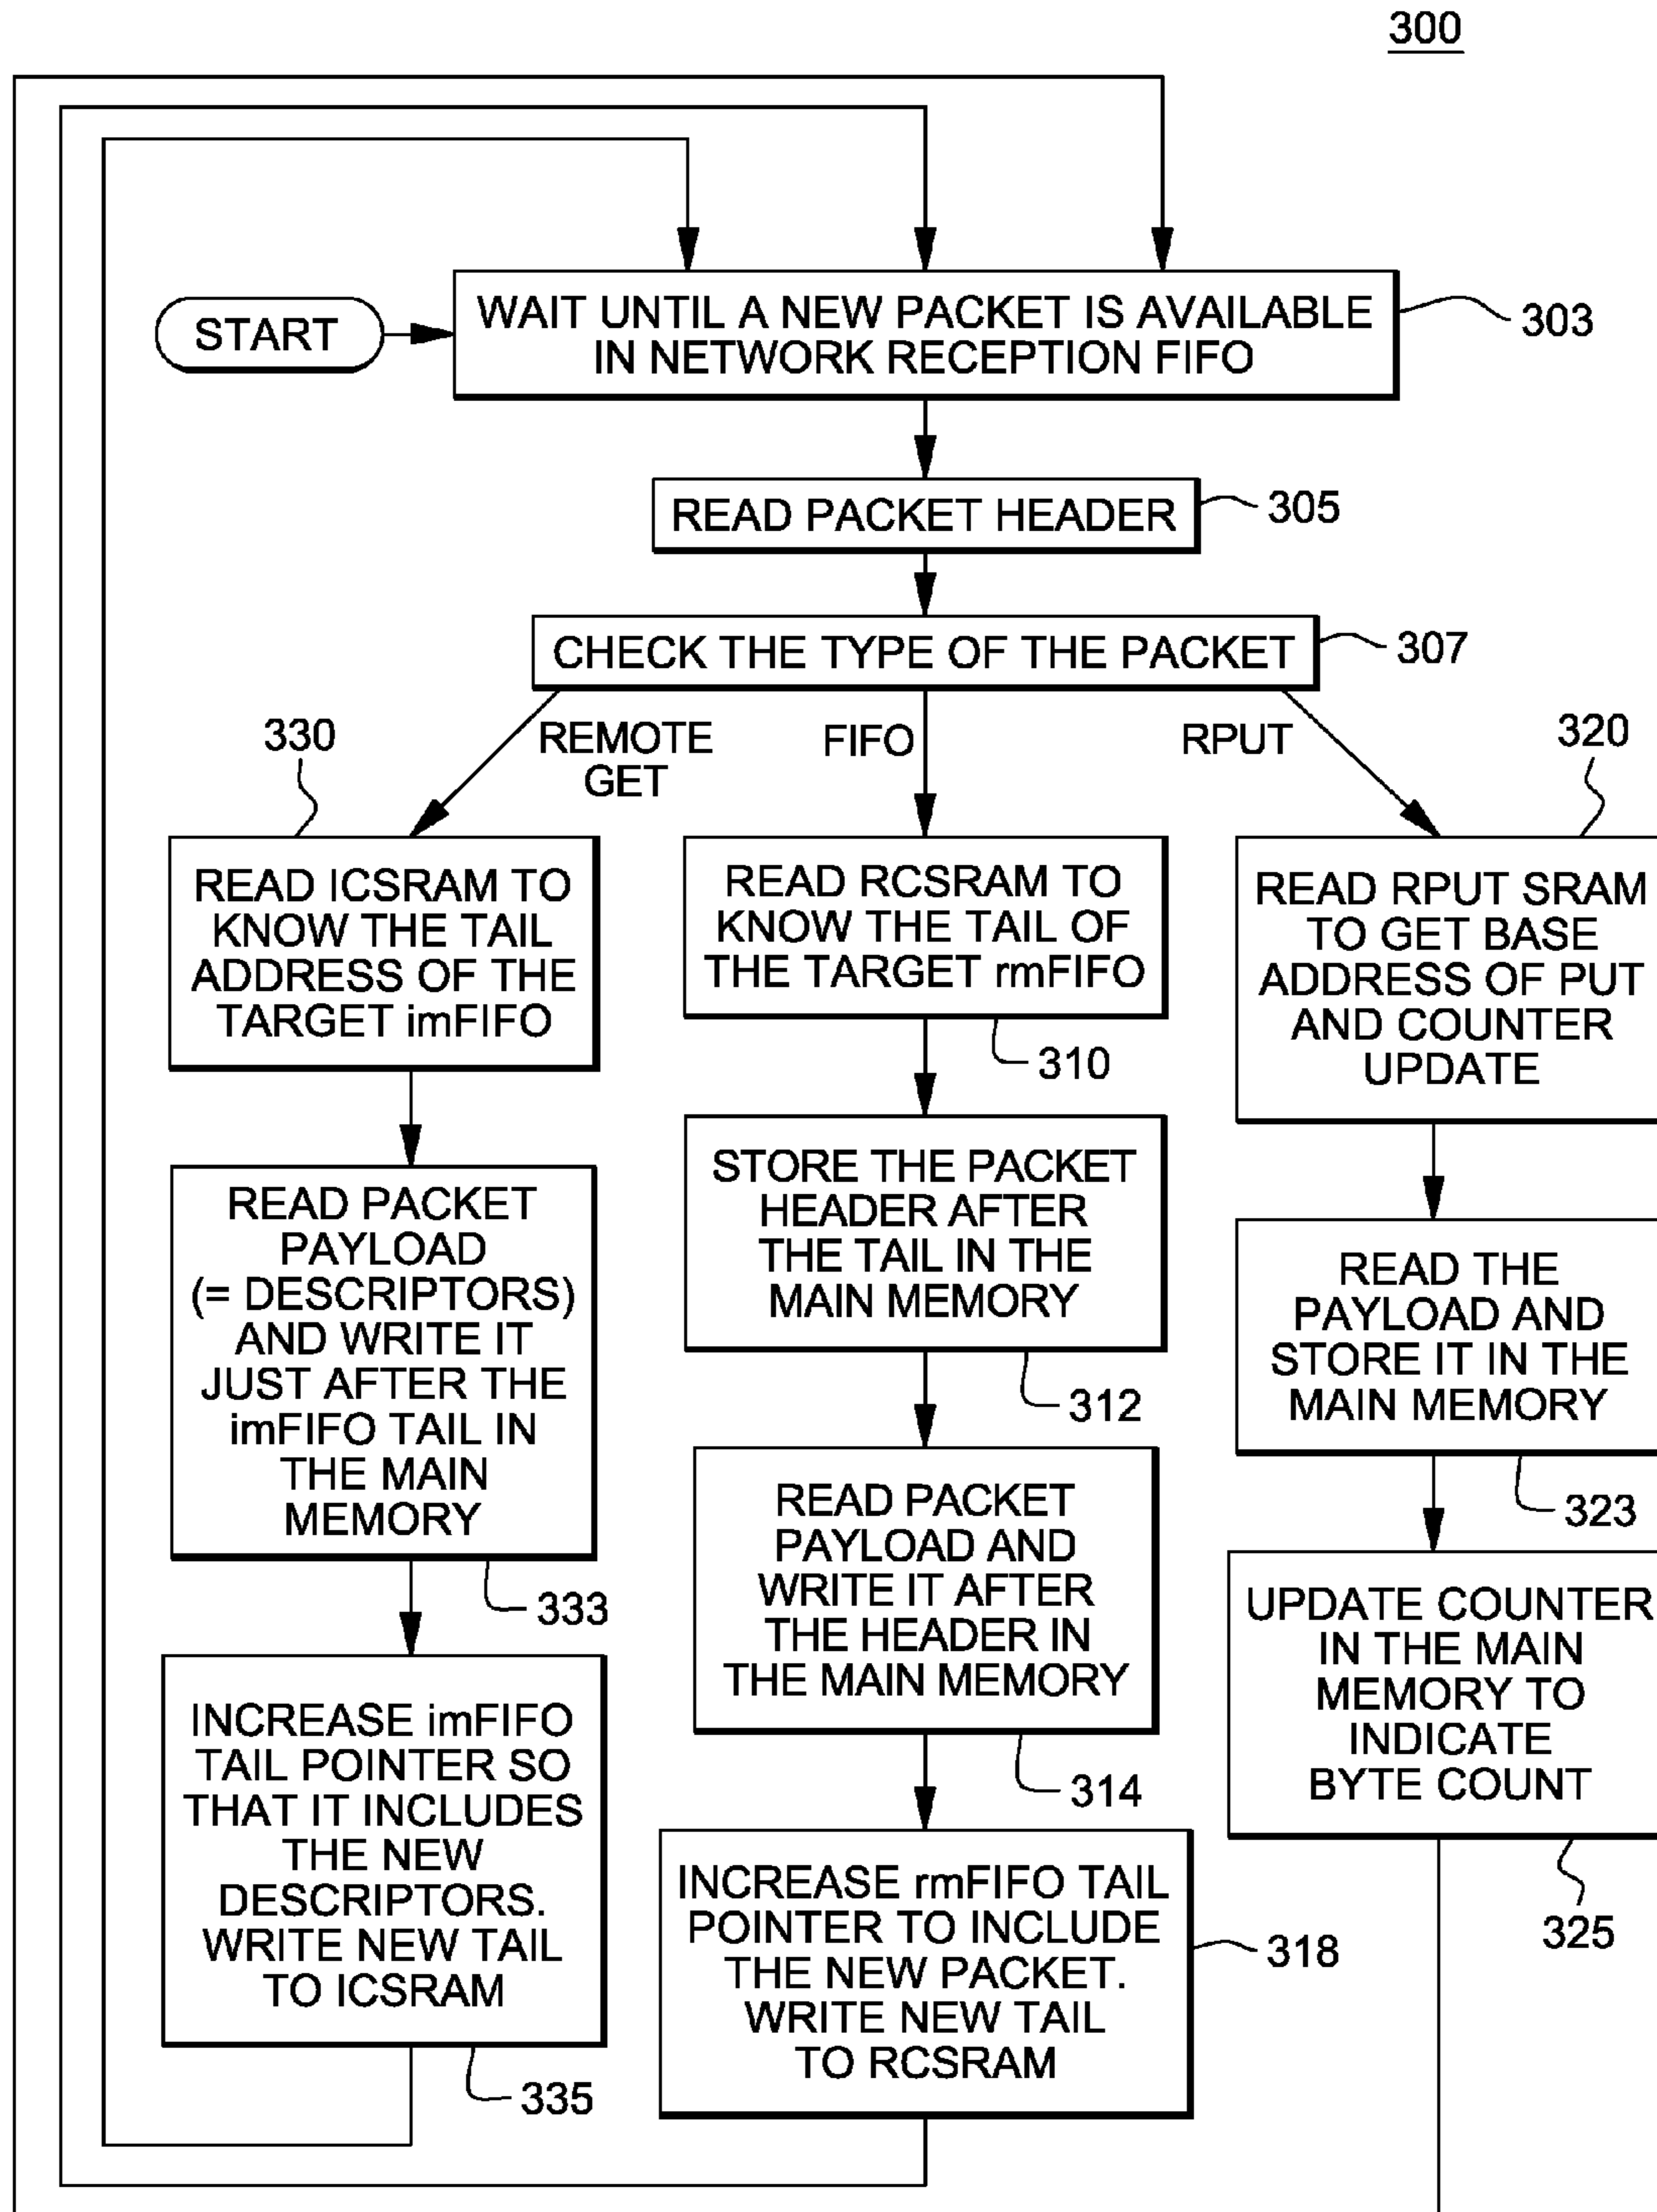 300
START
WAIT UNTIL A NEW PACKET IS AVAILABLE
IN NETWORK RECEPTION FIFO
303
READ PACKET HEADER
305
CHECK THE TYPE OF THE PACKET
307
REMOTE
GET
FIFO
RPUT
330
READ ICSRAM TO
KNOW THE TAIL
ADDRESS OF THE
TARGET imFIFO
READ PACKET
PAYLOAD
(= DESCRIPTORS)
AND WRITE IT
JUST AFTER THE
imFIFO TAIL IN
THE MAIN
MEMORY
333
INCREASE imFIFO
TAIL POINTER SO
THAT IT INCLUDES
THE NEW
DESCRIPTORS.
WRITE NEW TAIL
TO ICSRAM
335
READ RCSRAM TO
KNOW THE TAIL OF
THE TARGET rmFIFO
310
STORE THE PACKET
HEADER AFTER
THE TAIL IN THE
MAIN MEMORY
312
READ PACKET
PAYLOAD AND
WRITE IT AFTER
THE HEADER IN
THE MAIN MEMORY
314
INCREASE rmFIFO TAIL
POINTER TO INCLUDE
THE NEW PACKET.
WRITE NEW TAIL
TO RCSRAM
318
320
READ RPUT SRAM
TO GET BASE
ADDRESS OF PUT
AND COUNTER
UPDATE
READ THE
PAYLOAD AND
STORE IT IN THE
MAIN MEMORY
323
UPDATE COUNTER
IN THE MAIN
MEMORY TO
INDICATE
BYTE COUNT
325